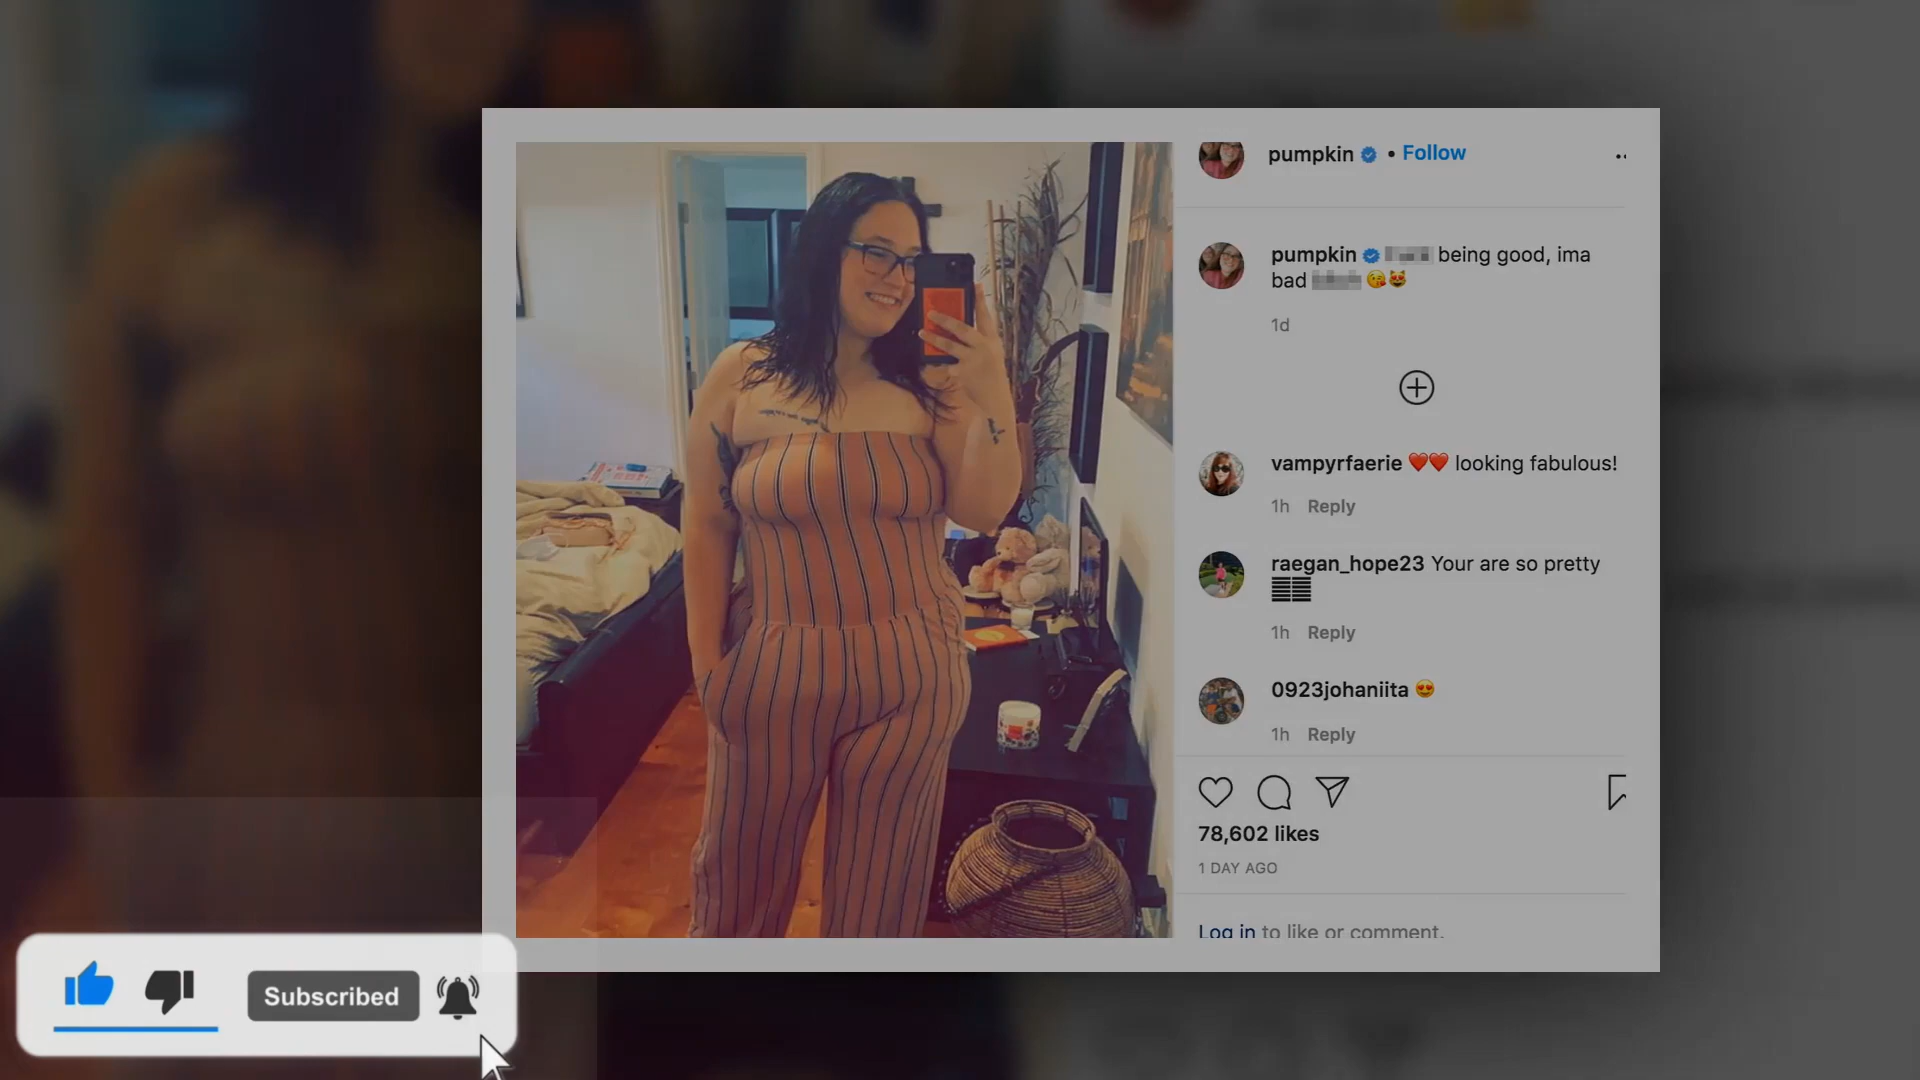 pumpkin • Follow
pumpkin being good, ima
bad 😘😻
1d
vampyrfaerie ❤️❤️ looking fabulous!
1h Reply
raegan_hope23 Your are so pretty
1h Reply
0923johaniita 😍
1h Reply
78,602 likes
1 DAY AGO
Log in to like or comment.
Subscribed